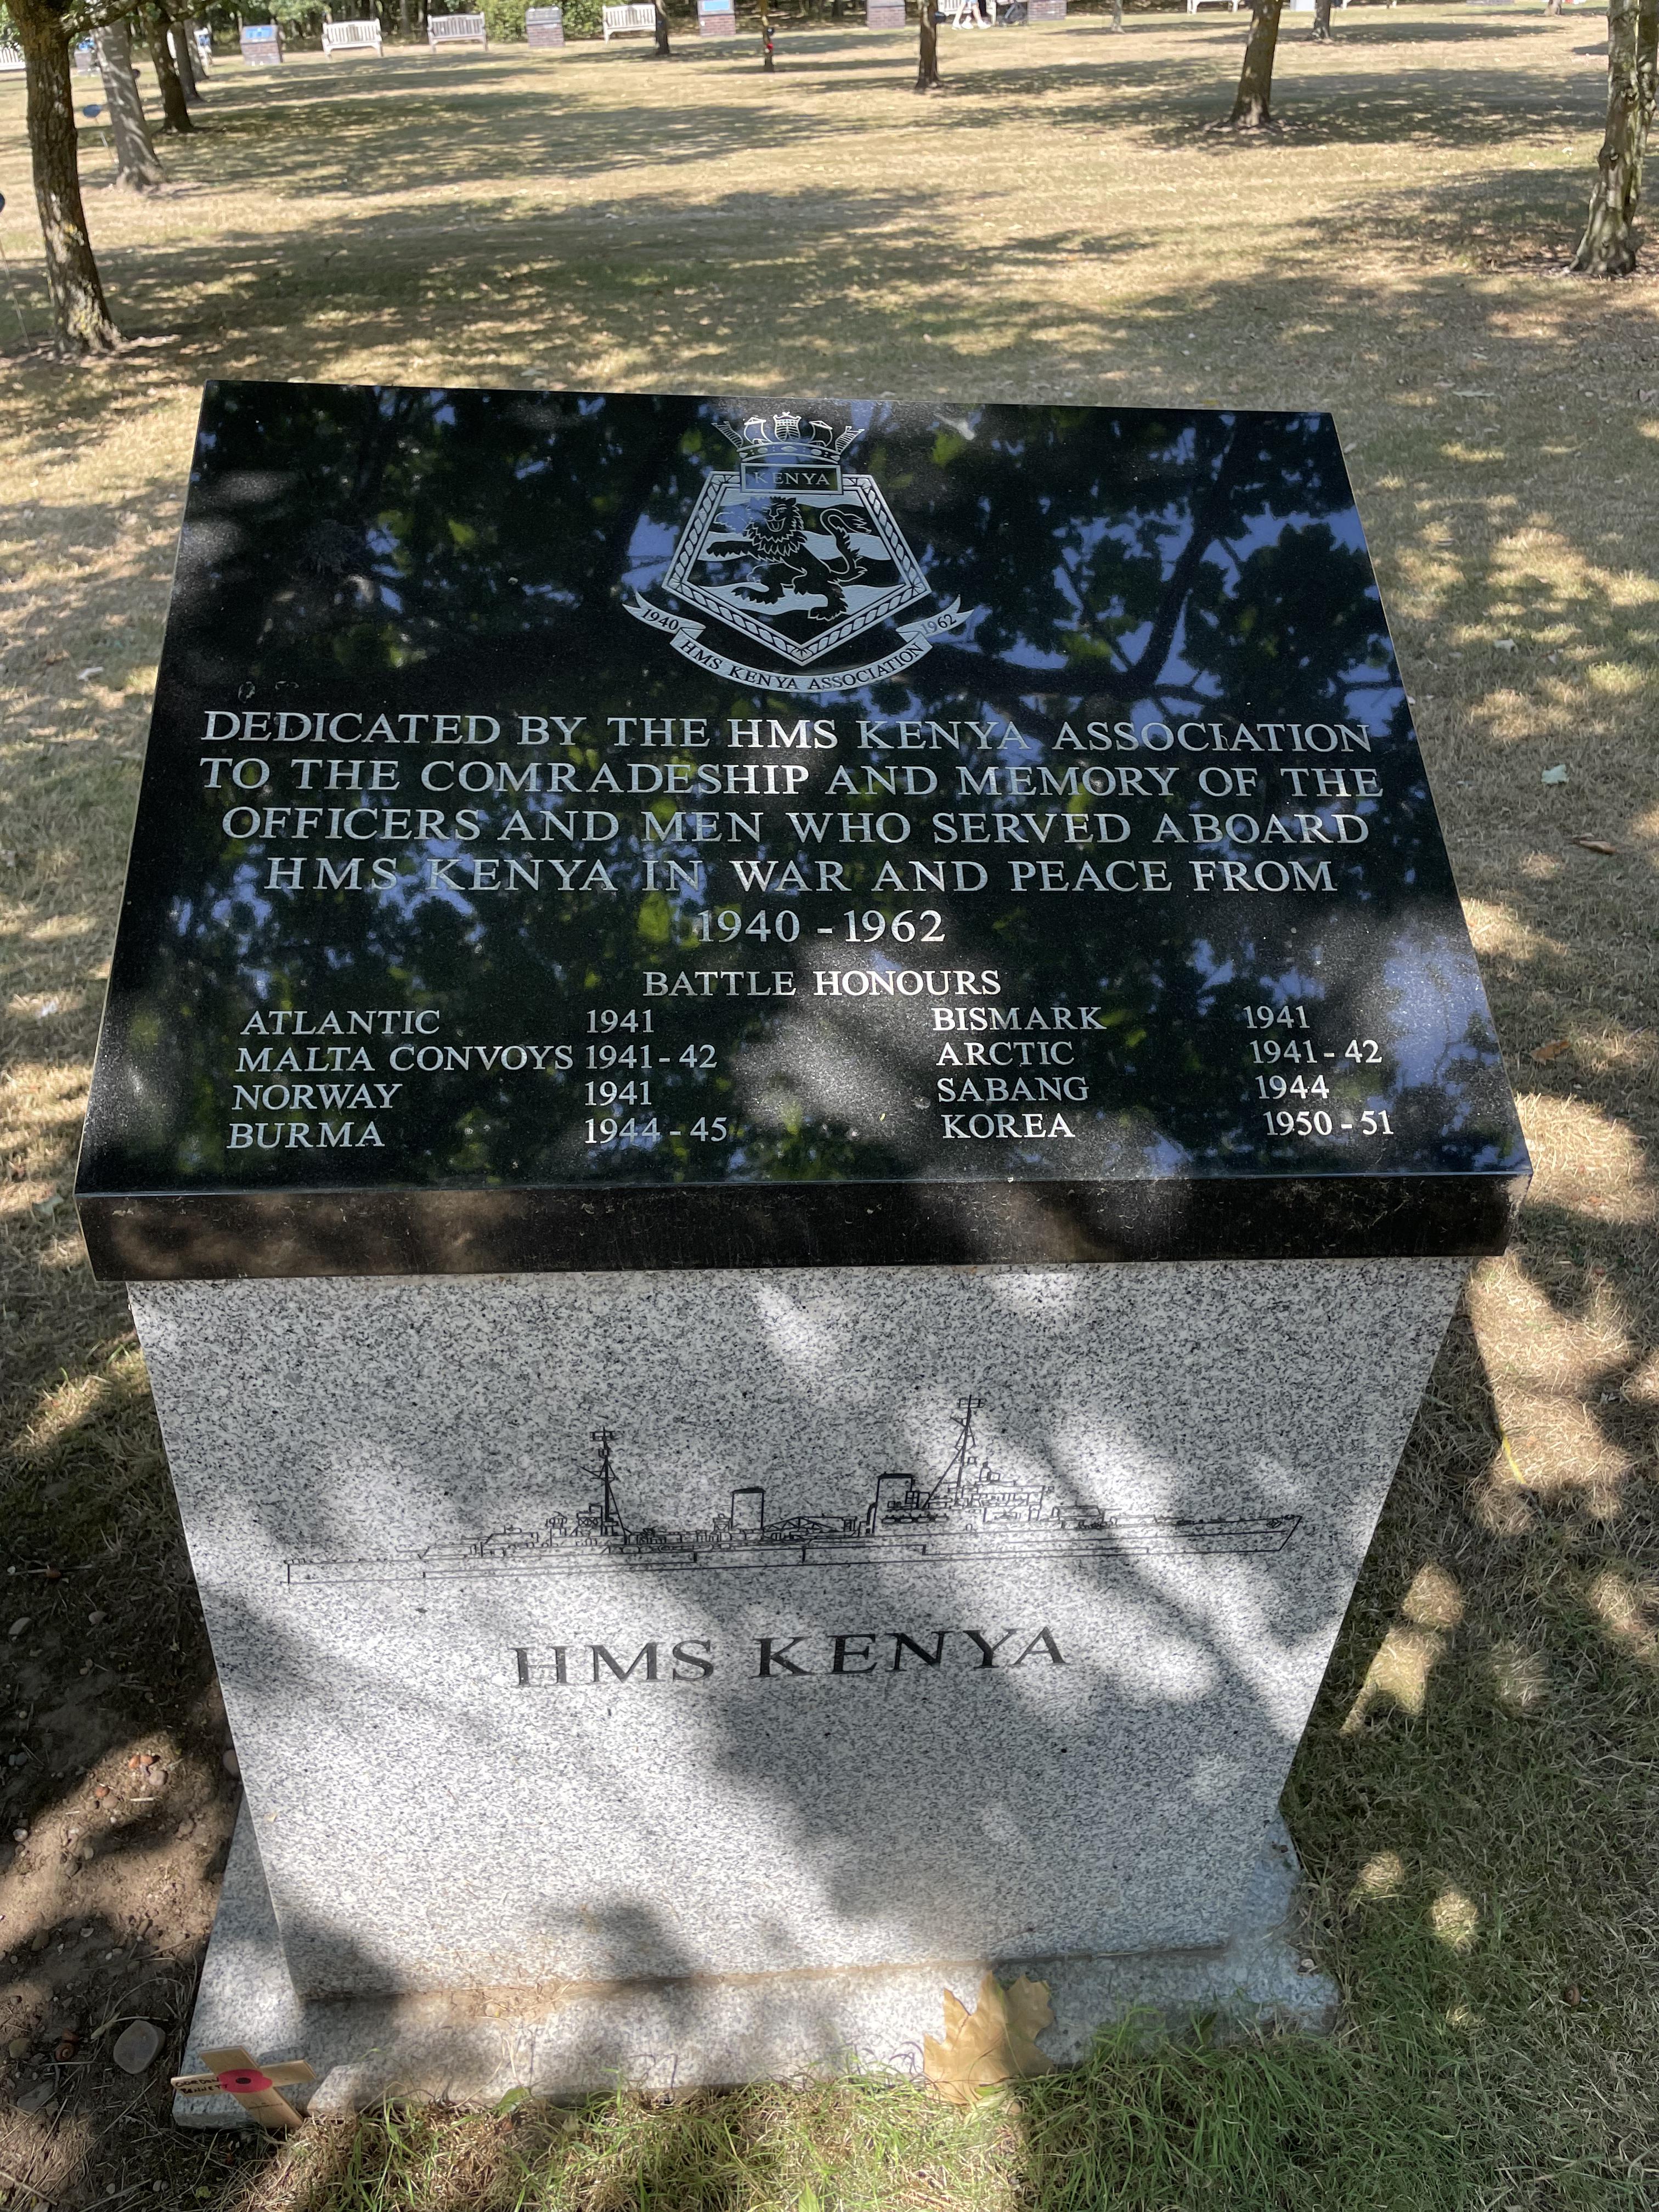 KENYA
1940 HMS KENYA ASSOCIATION 1962
DEDICATED BY THE HMS KENYA ASSOCIATION
TO THE COMRADESHIP AND MEMORY OF THE
OFFICERS AND MEN WHO SERVED ABOARD
HMS KENYA IN WAR AND PEACE FROM
1940 - 1962
BATTLE HONOURS
ATLANTIC 1941 BISMARK 1941
MALTA CONVOYS 1941 - 42 ARCTIC 1941 - 42
NORWAY 1941 SABANG 1944
BURMA 1944 - 45 KOREA 1950 - 51
HMS KENYA